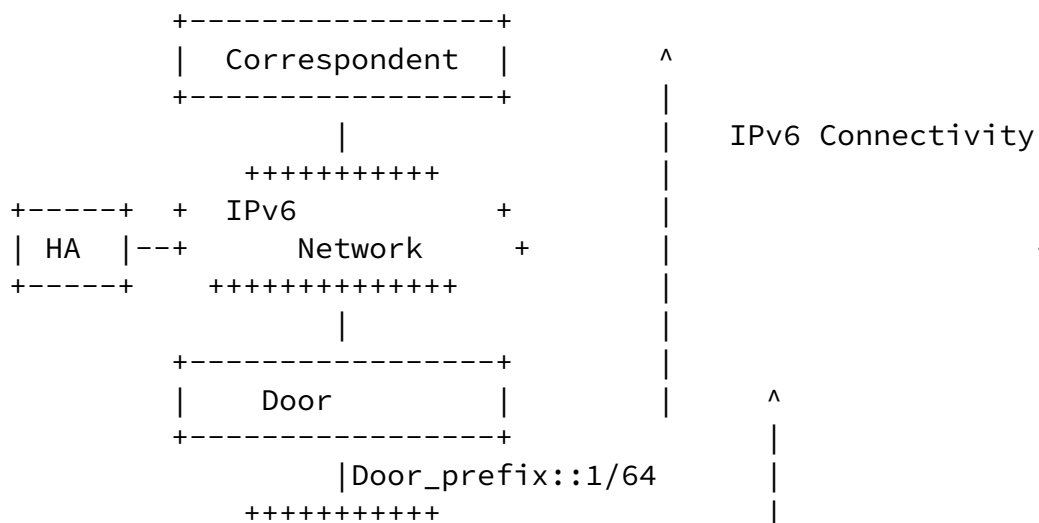 +-----------------+
|  Correspondent  |        ^
+-----------------+        |
|                  |   IPv6 Connectivity
+++++++++++            |
+-----+  +  IPv6           +        |
| HA  |--+      Network     +       |
+-----+    ++++++++++++++           |
|                  |
+-----------------+        |
|    Door         |        |     ^
+-----------------+              |
|Door_prefix::1/64      |
+++++++++++                  |